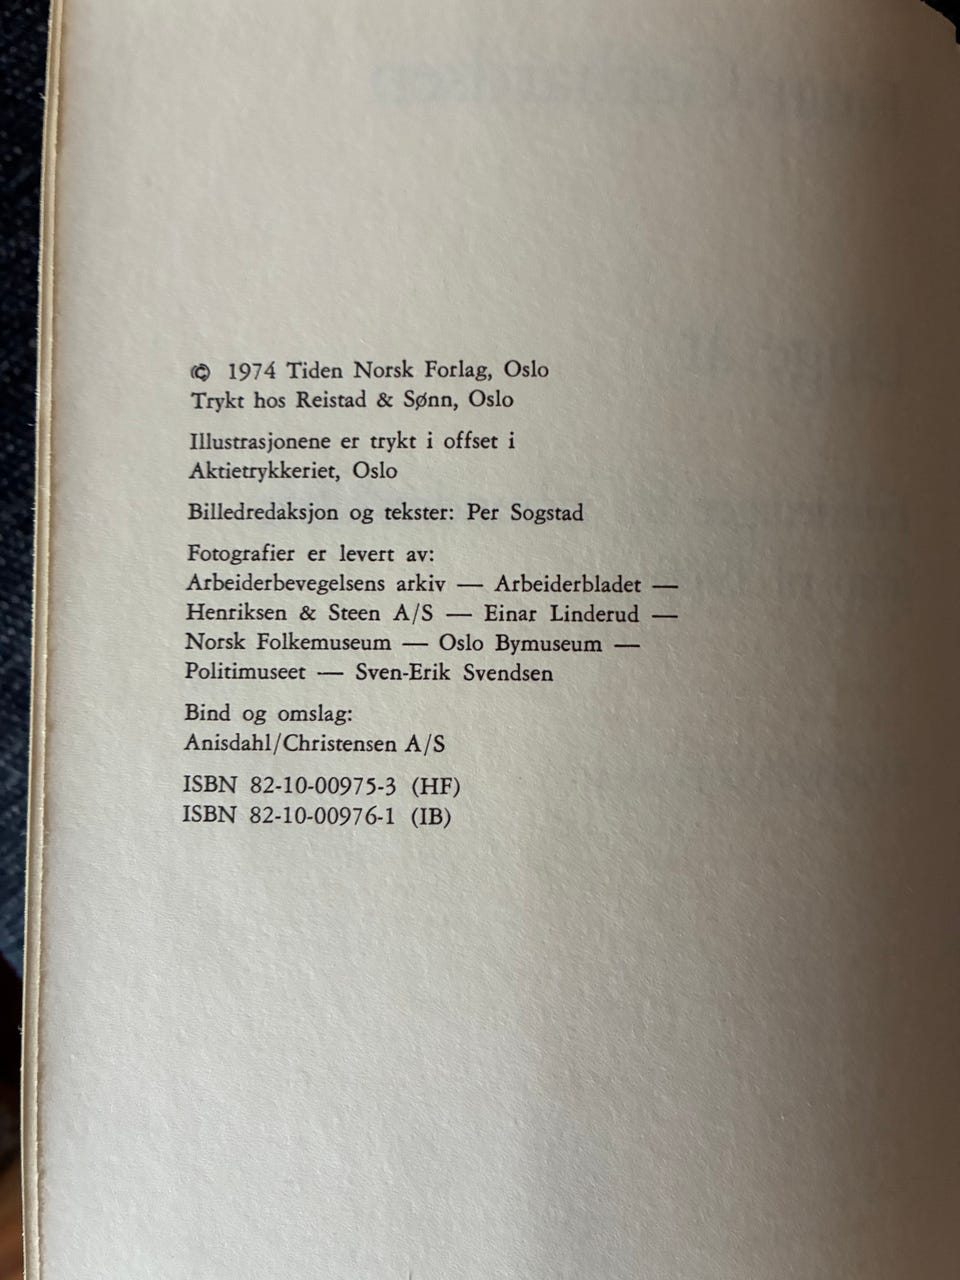 © 1974 Tiden Norsk Forlag, Oslo
Trykt hos Reistad & Sønn, Oslo
Illustrasjonene er trykt i offset i
Aktietrykkeriet, Oslo
Billedredaksjon og tekster: Per Sogstad
Fotografier er levert av:
Arbeiderbevegelsens arkiv — Arbeiderbladet —
Henriksen & Steen A/S — Einar Linderud —
Norsk Folkemuseum — Oslo Bymuseum —
Politimuseet — Sven-Erik Svendsen
Bind og omslag:
Anisdahl/Christensen A/S
ISBN 82-10-00975-3 (HF)
ISBN 82-10-00976-1 (IB)